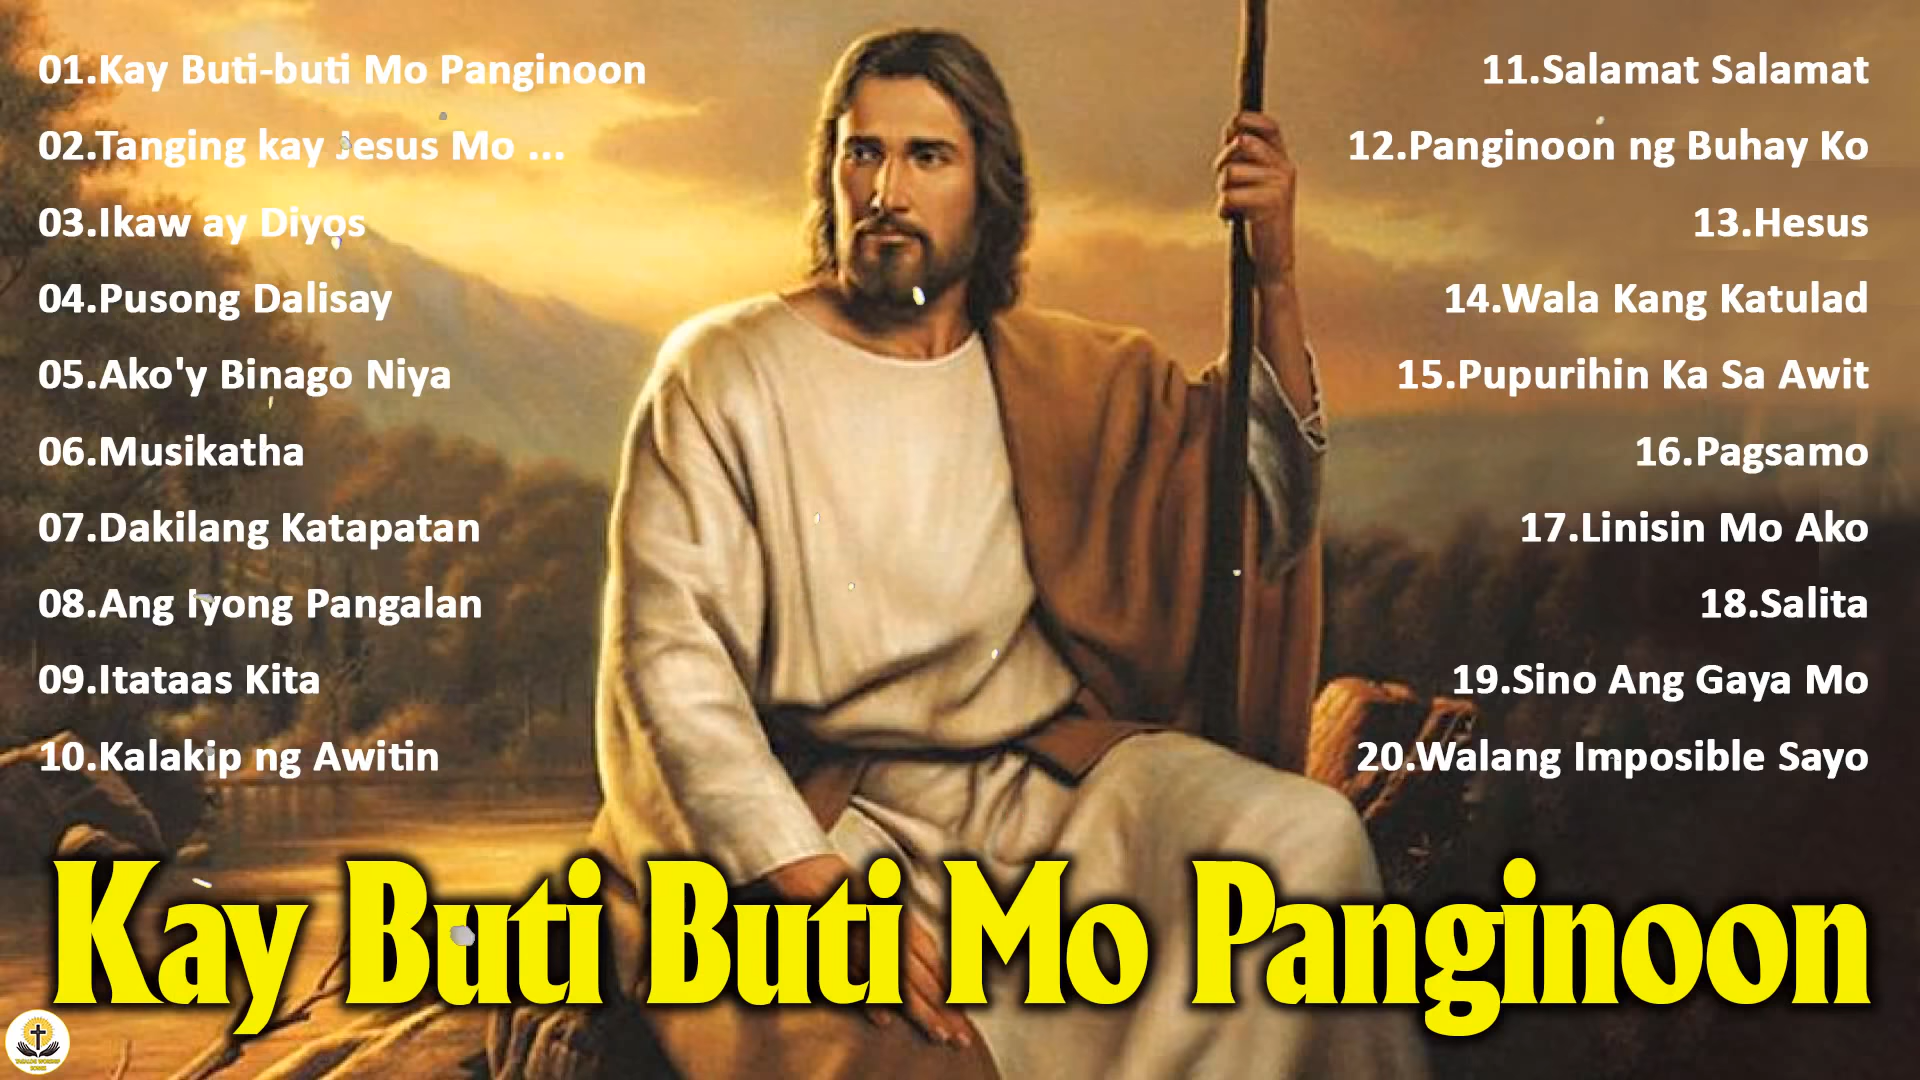 01.Kay Buti-buti Mo Panginoon
02.Tanging kay Jesus Mo ...
03.Ikaw ay Diyos
04.Pusong Dalisay
05.Ako'y Binago Niya
06.Musikatha
07.Dakilang Katapatan
08.Ang Iyong Pangalan
09.Itataas Kita
10.Kalakip ng Awitin
11.Salamat Salamat
12.Panginoon ng Buhay Ko
13.Hesus
14.Wala Kang Katulad
15.Pupurihin Ka Sa Awit
16.Pagsamo
17.Linisin Mo Ako
18.Salita
19.Sino Ang Gaya Mo
20.Walang Imposible Sayo
Kay Buti Buti Mo Panginoon
TAGALOG WORSHIP
SONGS